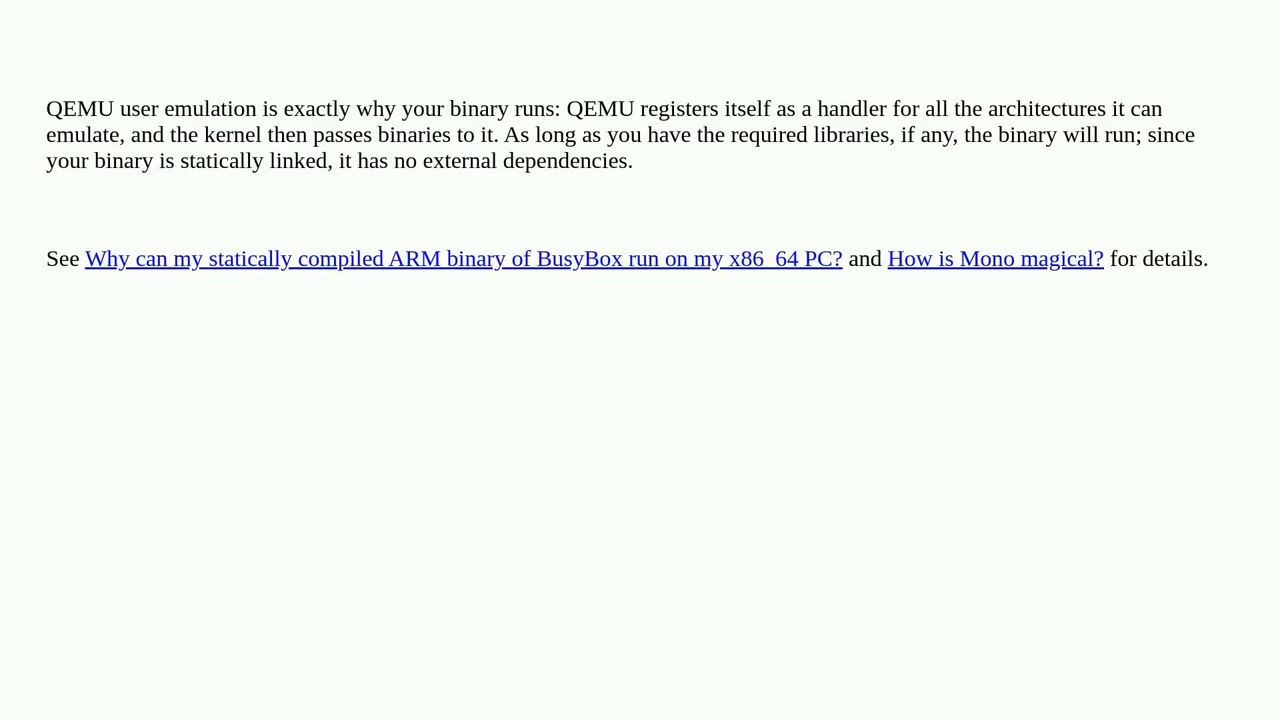 QEMU user emulation is exactly why your binary runs: QEMU registers itself as a handler for all the architectures it can
emulate, and the kernel then passes binaries to it. As long as you have the required libraries, if any, the binary will run; since
your binary is statically linked, it has no external dependencies.
See Why can my statically compiled ARM binary of BusyBox run on my x86_64 PC? and How is Mono magical? for details.